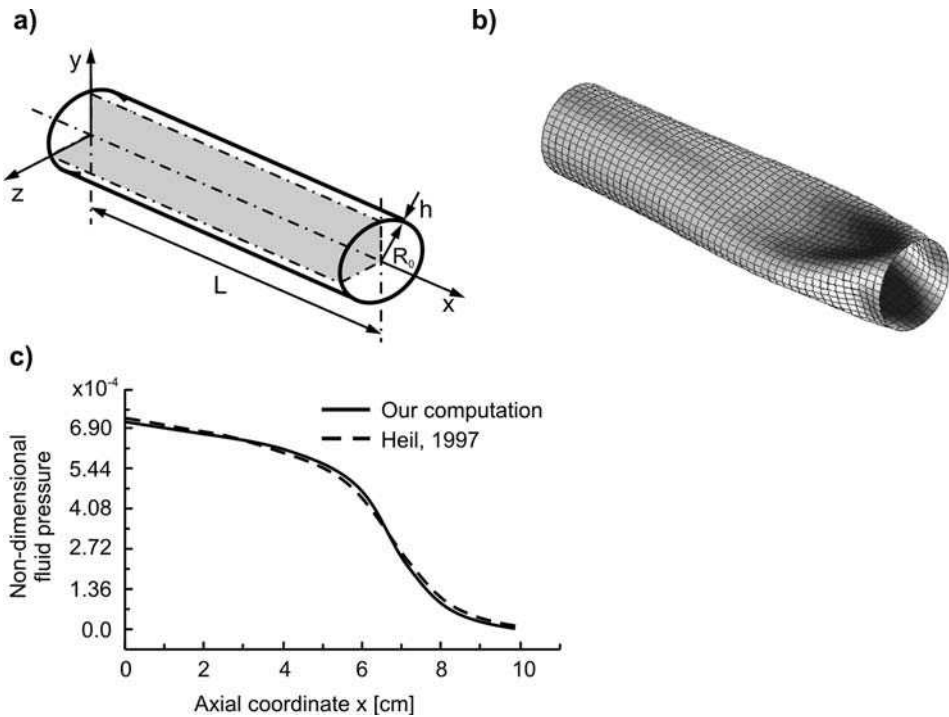 a)
y
z
h
R₀
L
x
b)
c)
x10⁻⁴
6.90
5.44
4.08
2.72
1.36
0.0
Non-dimensional
fluid pressure
Our computation
Heil, 1997
0 2 4 6 8 10
Axial coordinate x [cm]